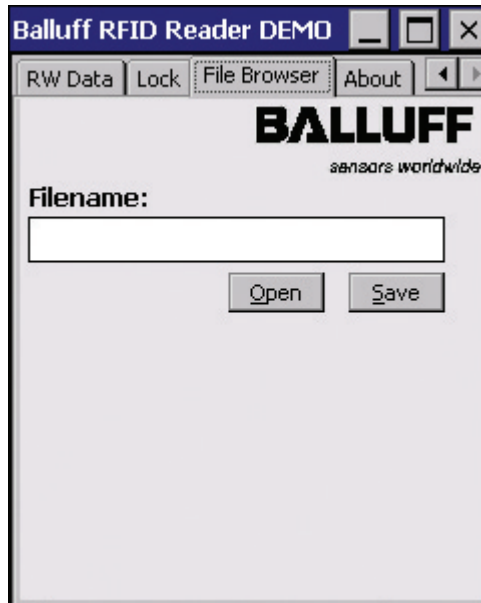 Balluff RFID Reader DEMO
RW Data Lock File Browser About
BALLUFF
sensors worldwide
Filename:
Open Save